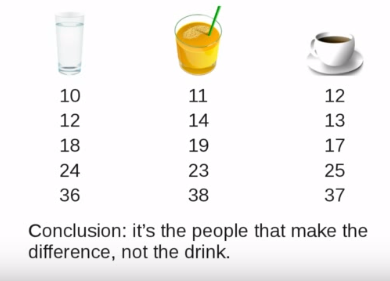 10 11 12
12 14 13
18 19 17
24 23 25
36 38 37
Conclusion: it's the people that make the
difference, not the drink.